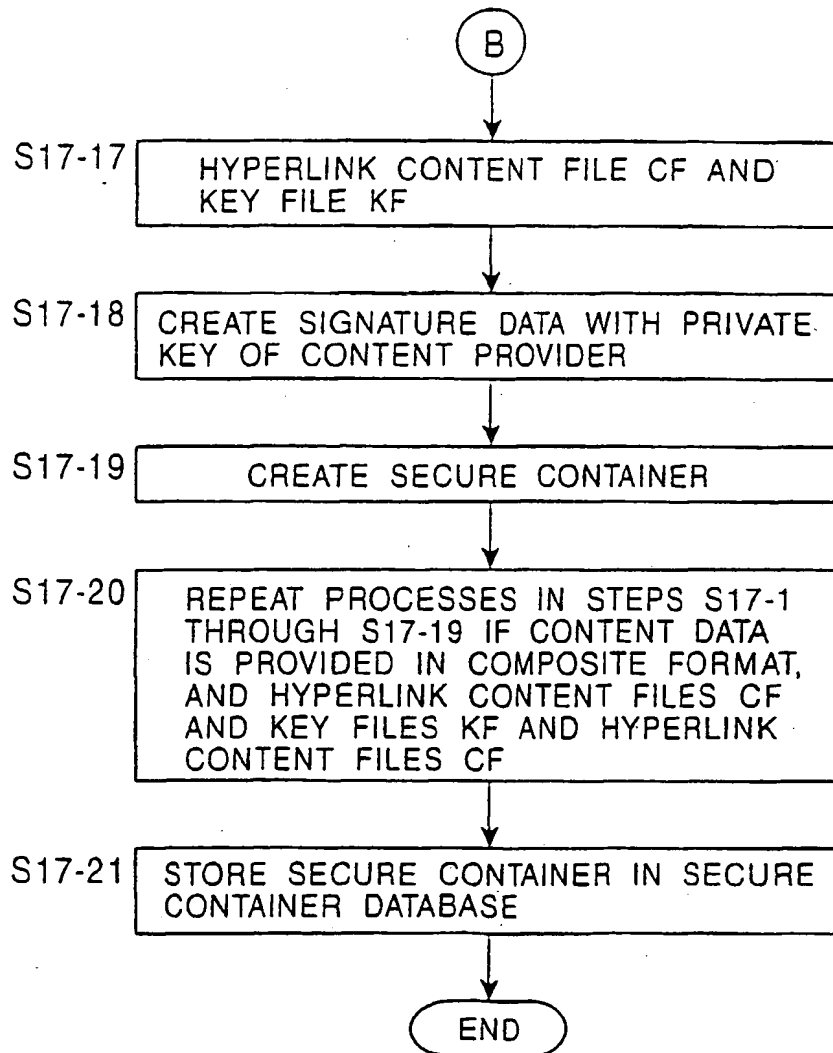 B
S17-17
HYPERLINK CONTENT FILE CF AND
KEY FILE KF
S17-18
CREATE SIGNATURE DATA WITH PRIVATE
KEY OF CONTENT PROVIDER
S17-19
CREATE SECURE CONTAINER
S17-20
REPEAT PROCESSES IN STEPS S17-1
THROUGH S17-19 IF CONTENT DATA
IS PROVIDED IN COMPOSITE FORMAT,
AND HYPERLINK CONTENT FILES CF
AND KEY FILES KF AND HYPERLINK
CONTENT FILES CF
S17-21
STORE SECURE CONTAINER IN SECURE
CONTAINER DATABASE
END